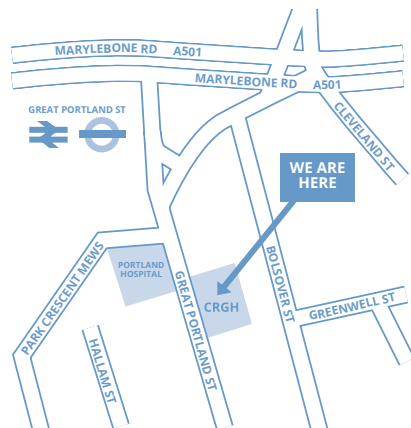 MARYLEBONE RD A501
MARYLEBONE RD A501
GREAT PORTLAND ST
CLEVELAND ST
WE ARE
HERE
PARK CRESCENT MEWS
PORTLAND
HOSPITAL
GREAT PORTLAND ST
CRGH
BOLSOVER ST
GREENWELL ST
HALLAM ST